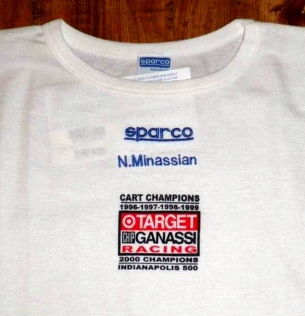 sparco
sparco
N.Minassian
CART CHAMPIONS
1996-1997-1998-1999
TARGET
CHIP GANASSI
RACING
2000 CHAMPIONS
INDIANAPOLIS 500